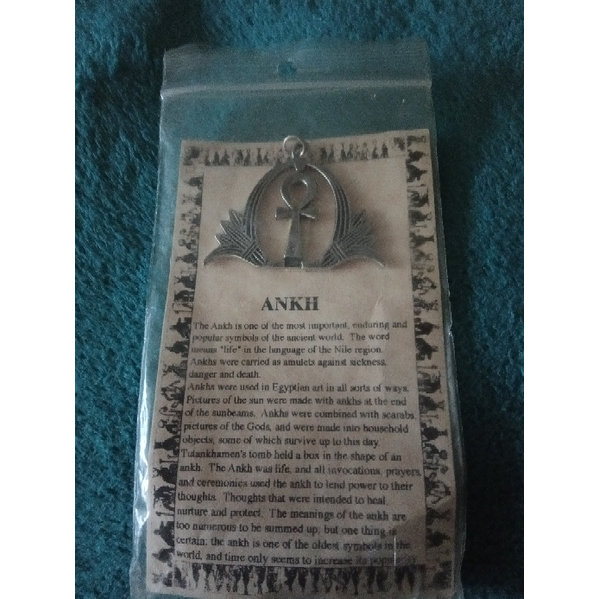 ANKH
The Ankh is one of the most important, enduring and
popular symbols of the ancient world. The word
means "life" in the language of the Nile region.
Ankhs were carried as amulets against sickness,
danger and death.
Ankhs were used in Egyptian art in all sorts of ways.
Pictures of the sun were made with ankhs at the end
of the sunbeams. Ankhs were combined with scarabs,
pictures of the Gods, and were made into household
objects, some of which survive up to this day.
Tutankhamen's tomb held a box in the shape of an
ankh. The Ankh was life, and all invocations, prayers,
and ceremonies used the ankh to lend power to their
thoughts. Thoughts that were intended to heal,
nurture and protect. The meanings of the ankh are
too numerous to be summed up, but one thing is
certain; the ankh is one of the oldest symbols in the
world, and time only seems to increase its popularity